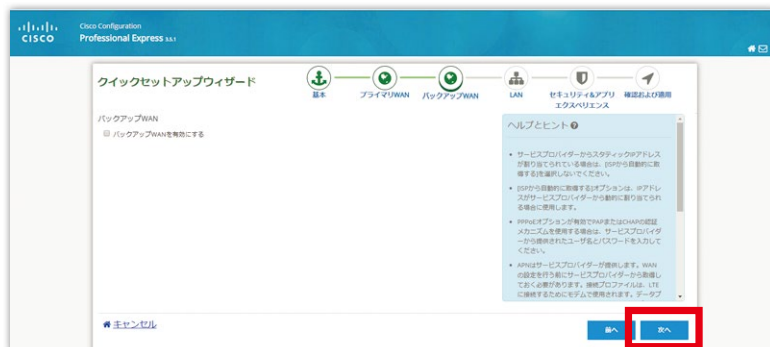 CISCO
Cisco Configuration
Professional Express 3.5.1
クイックセットアップウィザード
基本
プライマリWAN
バックアップWAN
LAN
セキュリティ&アプリ
エクスペリエンス
確認および適用
バックアップWAN
バックアップWANを有効にする
ヘルプとヒント
• サービスプロバイダーからスタティックIPアドレス
が割り当てられている場合は、[ISPから自動的に取
得する]を選択しないでください。
• [ISPから自動的に取得する]オプションは、IPアドレ
スがサービスプロバイダーから動的に割り当てられ
る場合に使用します。
• PPPoEオプションが有効でPAPまたはCHAPの認証
メカニズムを使用する場合は、サービスプロバイダ
ーから提供されたユーザ名とパスワードを入力して
ください。
• APNはサービスプロバイダーが提供します。WAN
の設定を行う前にサービスプロバイダーから取得し
ておく必要があります。接続プロファイルは、LTE
に接続するためにモデムで使用されます。データプ
キャンセル
前へ
次へ